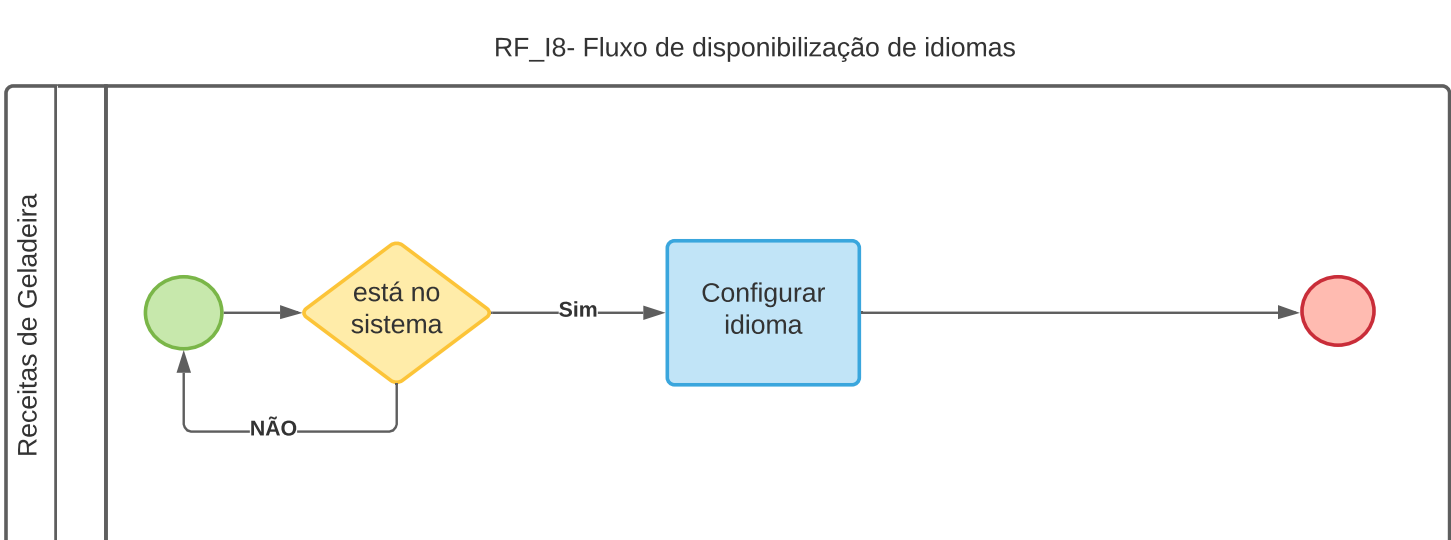 RF_I8- Fluxo de disponibilização de idiomas
Receitas de Geladeira
está no
sistema
Sim
Configurar
idioma
NÃO